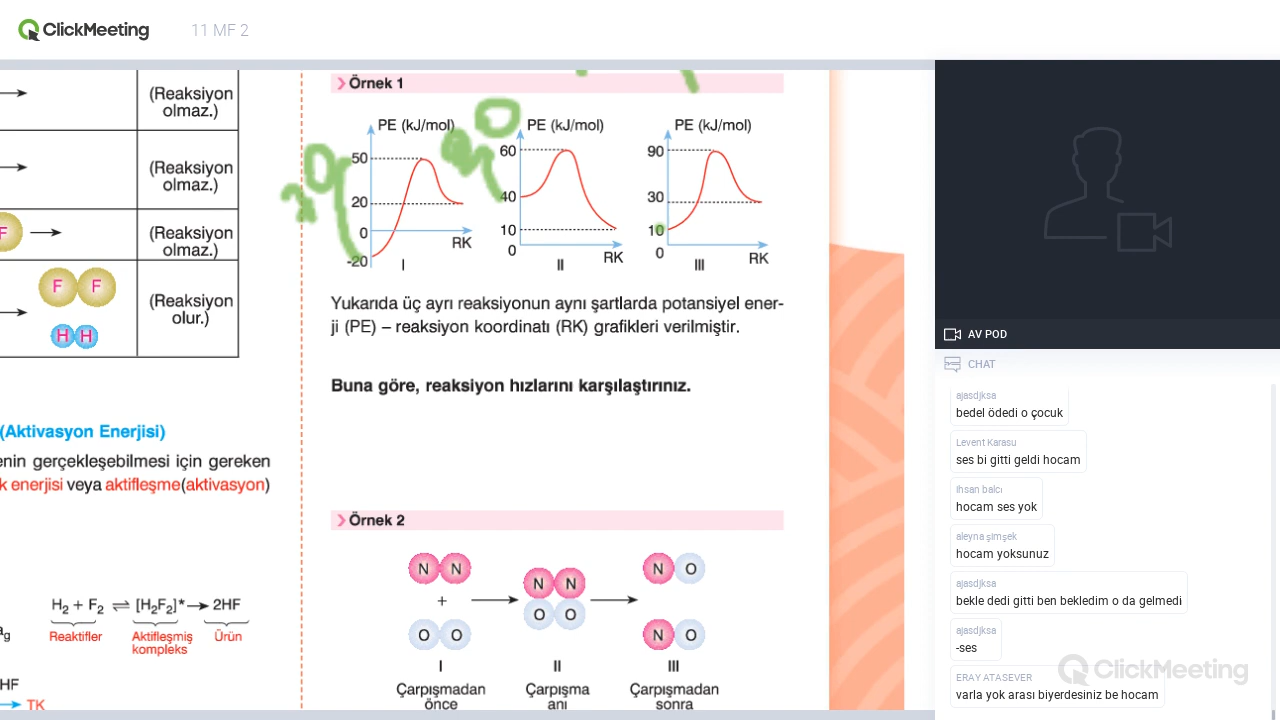 ClickMeeting
11 MF 2
(Reaksiyon
olmaz.)
(Reaksiyon
olmaz.)
F
(Reaksiyon
olmaz.)
F F
H H
(Reaksiyon
olur.)
(Aktivasyon Enerjisi)
enin gerçekleşebilmesi için gereken
k enerjisi veya aktifleşme(aktivasyon)
H₂ + F₂ ⇌ [H₂F₂]* → 2HF
Reaktifler
Aktifleşmiş
kompleks
Ürün
HF
TK
Örnek 1
PE (kJ/mol)
50
20
0
-20
RK
I
PE (kJ/mol)
60
40
10
0
RK
II
PE (kJ/mol)
90
30
10
0
RK
III
Yukarıda üç ayrı reaksiyonun aynı şartlarda potansiyel ener-
ji (PE) – reaksiyon koordinatı (RK) grafikleri verilmiştir.
Buna göre, reaksiyon hızlarını karşılaştırınız.
Örnek 2
N N
+
O O
I
Çarpışmadan
önce
N N
O O
II
Çarpışma
anı
N O
N O
III
Çarpışmadan
sonra
AV POD
CHAT
ajasdjksa
bedel ödedi o çocuk
Levent Karasu
ses bi gitti geldi hocam
ihsan balcı
hocam ses yok
aleyna şimşek
hocam yoksunuz
ajasdjksa
bekle dedi gitti ben bekledim o da gelmedi
ajasdjksa
-ses
ERAY ATASEVER
varla yok arası biyerdesiniz be hocam
ClickMeeting